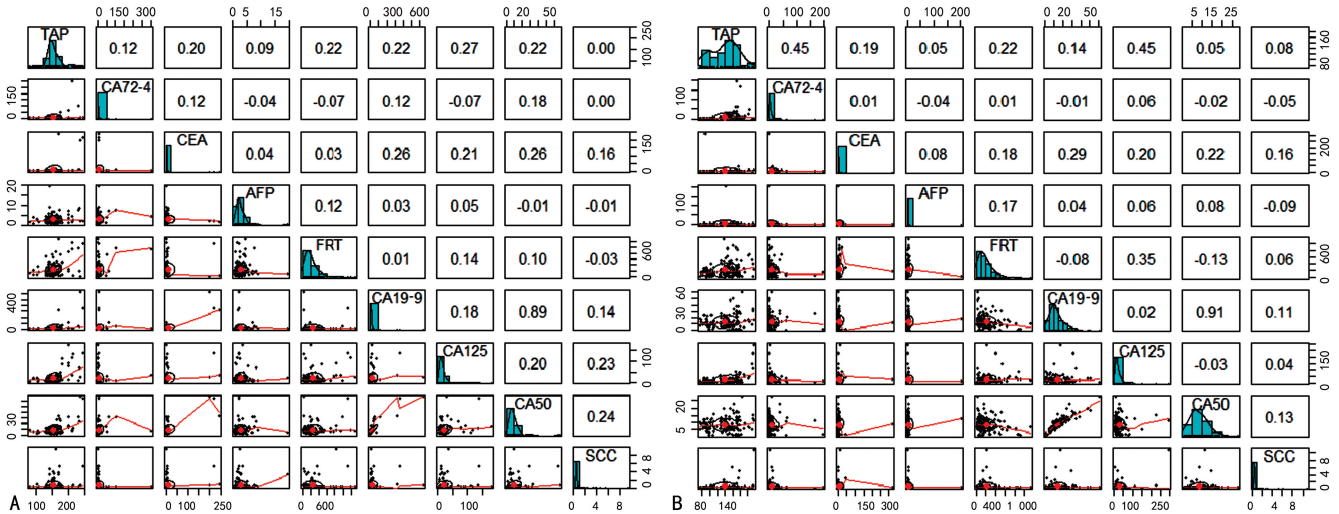 0 150 300 0 5 15 0 300 600 0 10 50 0 100 200 0 100 200 0 20 40 60 5 15 25
TAP 0.12 0.20 0.09 0.22 0.22 0.27 0.22 0.00 100 250 TAP 0.45 0.19 0.05 0.22 0.14 0.45 0.05 0.08 80 160
0 150 CA72-4 0.12 -0.04 -0.07 0.12 -0.07 0.18 0.00 0 100 CA72-4 0.01 -0.04 0.01 -0.01 0.06 -0.02 -0.05
CEA 0.04 0.03 0.26 0.21 0.26 0.16 0 150 CEA 0.08 0.18 0.29 0.20 0.22 0.16 0 200
0 10 20 AFP 0.12 0.03 0.05 -0.01 -0.01 0 100 AFP 0.17 0.04 0.06 0.08 -0.09
FRT 0.01 0.14 0.10 -0.03 0 600 FRT -0.08 0.35 -0.13 0.06 0 600
0 400 CA19-9 0.18 0.89 0.14 0 30 60 CA19-9 0.02 0.91 0.11
CA125 0.20 0.23 0 100 CA125 -0.03 0.04 0 150
0 30 CA50 0.24 5 20 CA50 0.13
SCC 0 4 8 SCC 0 4 8
A 100 200 0 100 250 0 600 0 100 0 4 8 B 80 140 0 150 300 0 400 1 000 0 100 250 0 4 8